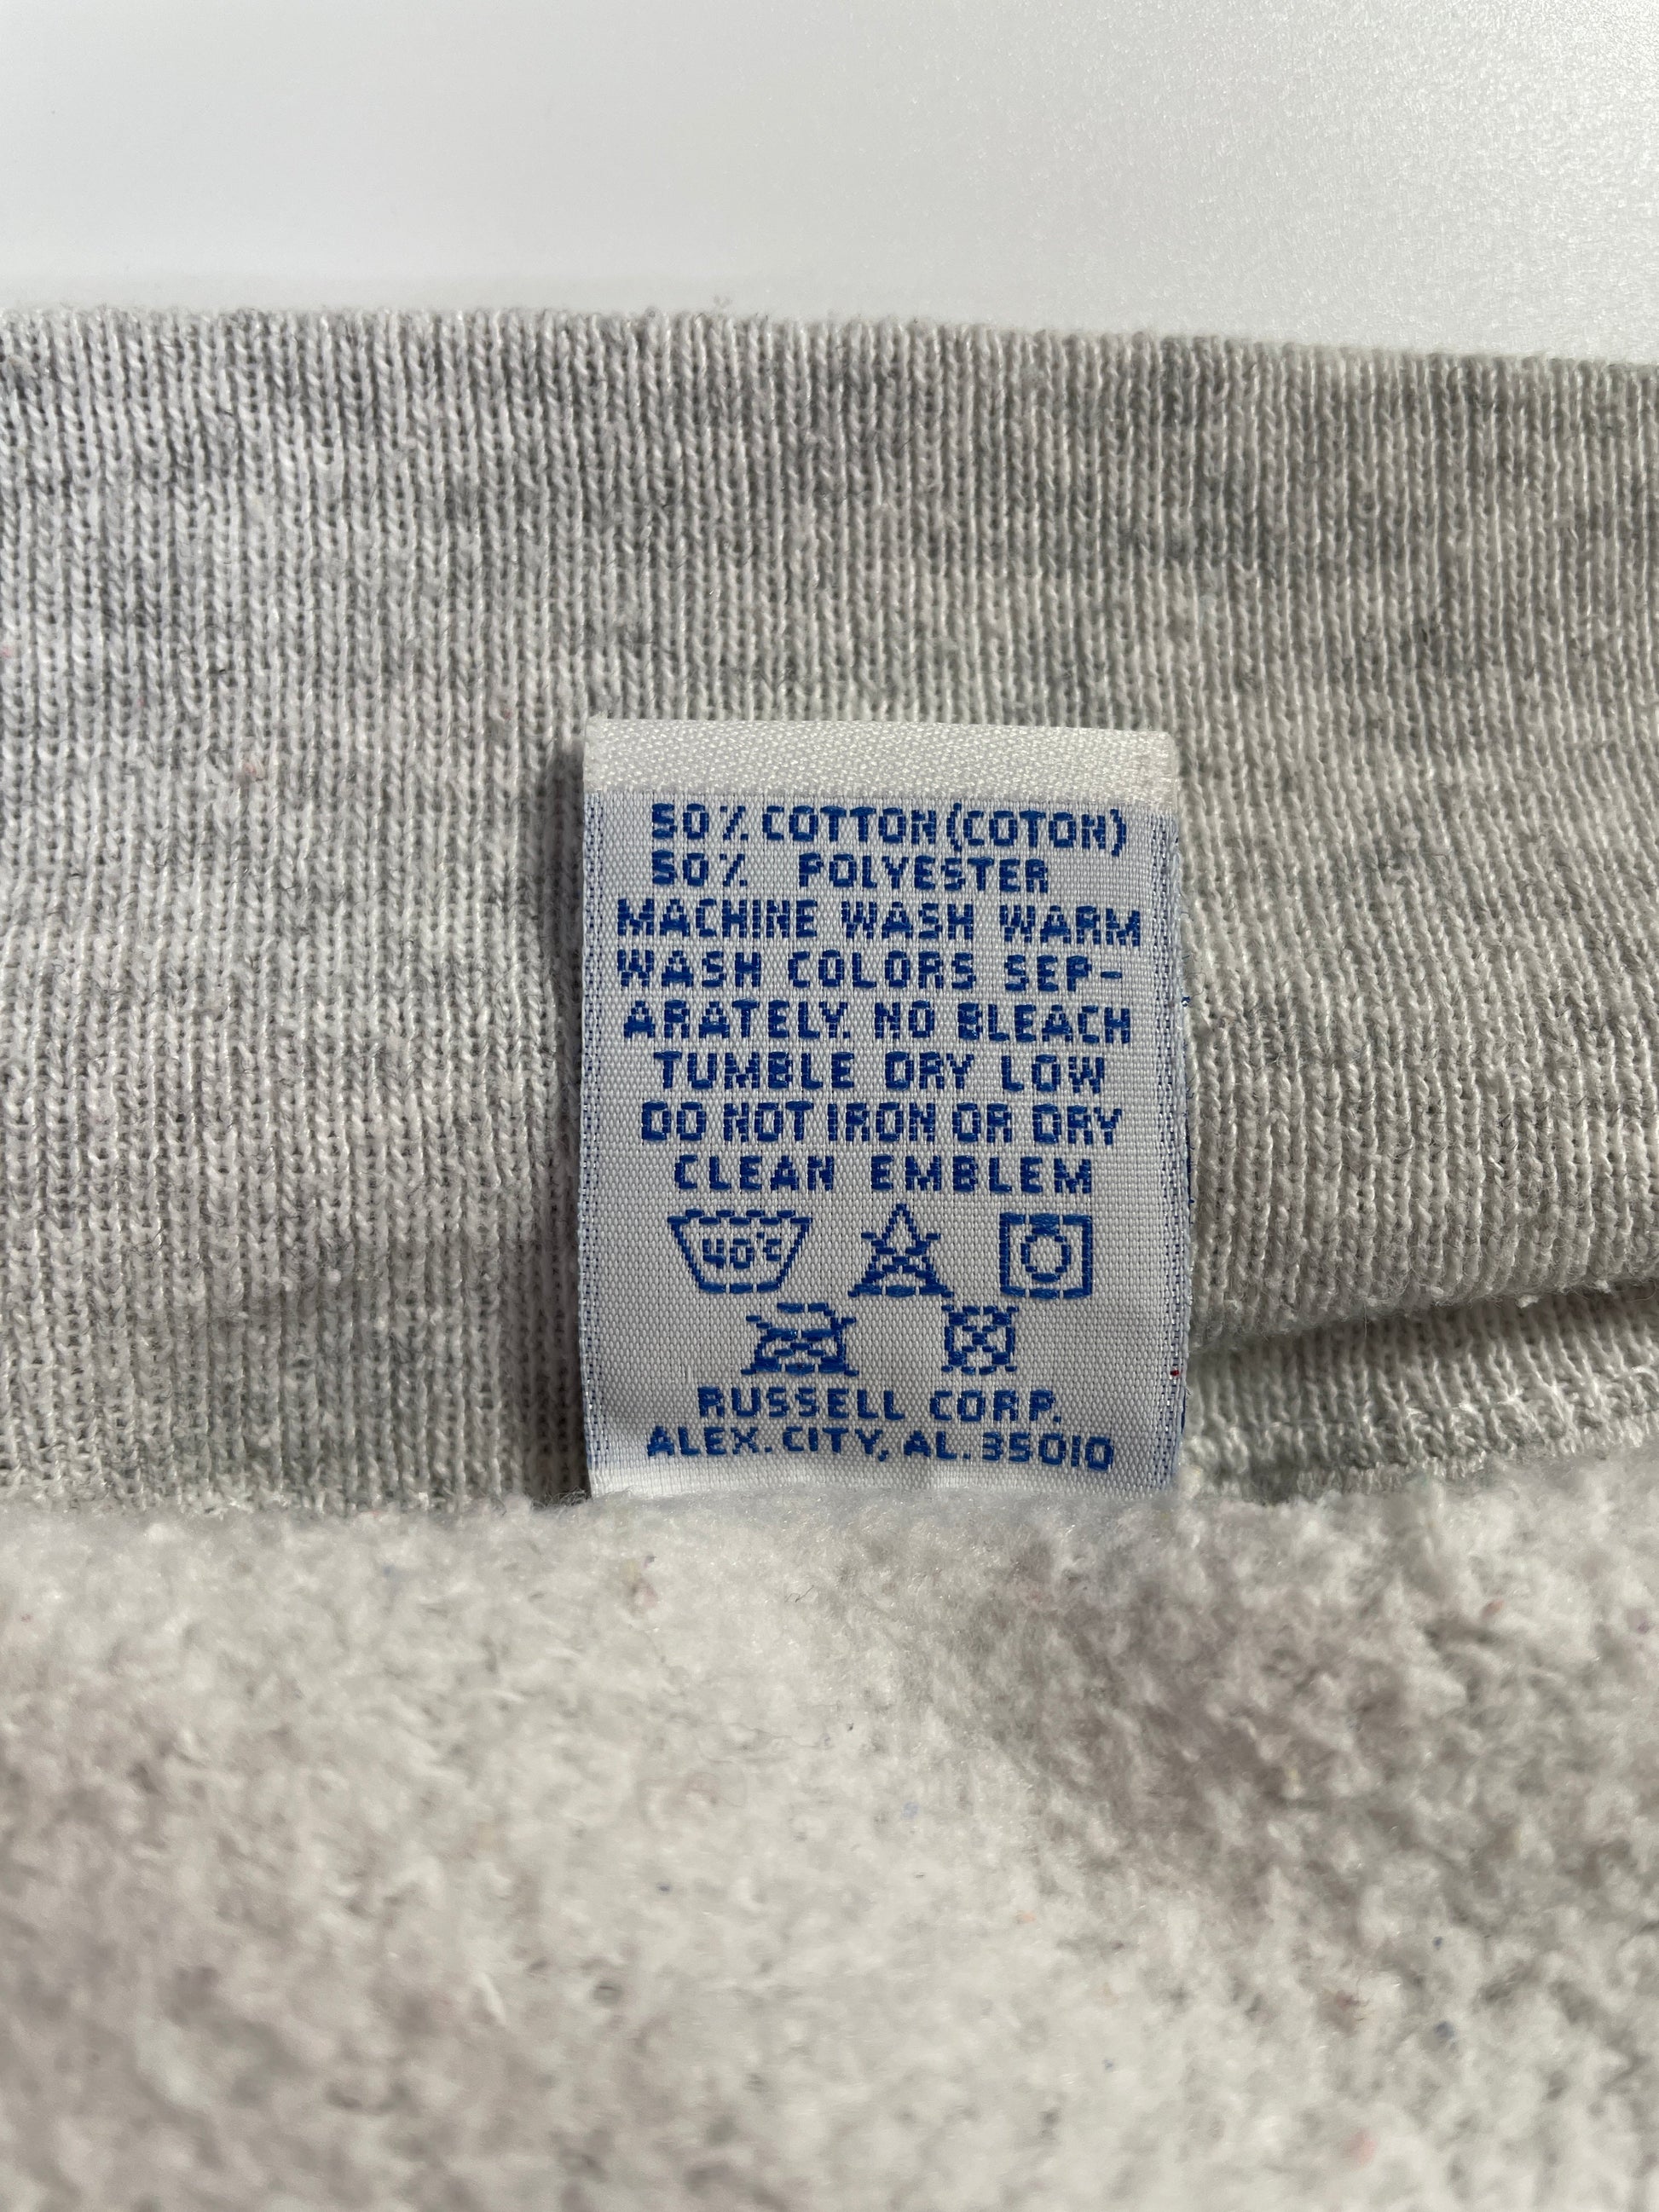 50% COTTON (COTON)
50% POLYESTER
MACHINE WASH WARM
WASH COLORS SEP-
ARATELY. NO BLEACH
TUMBLE DRY LOW
DO NOT IRON OR DRY
CLEAN EMBLEM
40°C
RUSSELL CORP.
ALEX. CITY, AL. 35010